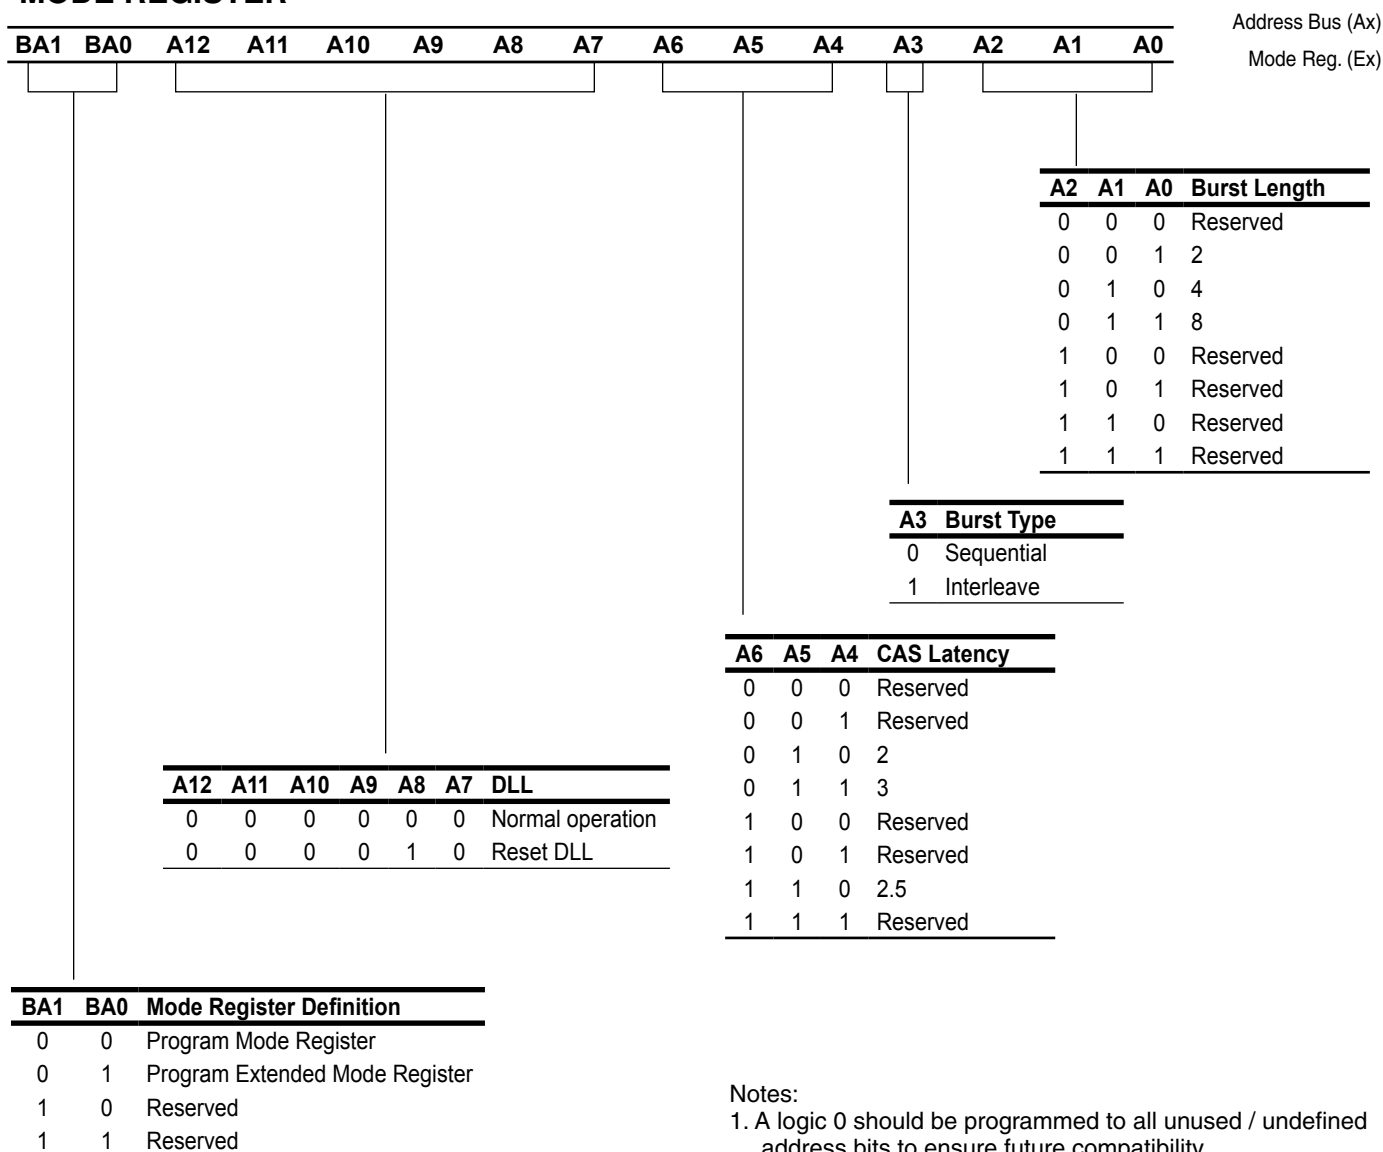 MODE REGISTER
Address Bus (Ax)
BA1 BA0 A12 A11 A10 A9 A8 A7 A6 A5 A4 A3 A2 A1 A0
Mode Reg. (Ex)
A2 A1 A0 Burst Length
0 0 0 Reserved
0 0 1 2
0 1 0 4
0 1 1 8
1 0 0 Reserved
1 0 1 Reserved
1 1 0 Reserved
1 1 1 Reserved
A3 Burst Type
0 Sequential
1 Interleave
A6 A5 A4 CAS Latency
0 0 0 Reserved
0 0 1 Reserved
0 1 0 2
0 1 1 3
1 0 0 Reserved
1 0 1 Reserved
1 1 0 2.5
1 1 1 Reserved
A12 A11 A10 A9 A8 A7 DLL
0 0 0 0 0 0 Normal operation
0 0 0 0 1 0 Reset DLL
BA1 BA0 Mode Register Definition
0 0 Program Mode Register
0 1 Program Extended Mode Register
1 0 Reserved
1 1 Reserved
Notes:
1. A logic 0 should be programmed to all unused / undefined
address bits to ensure future compatibility